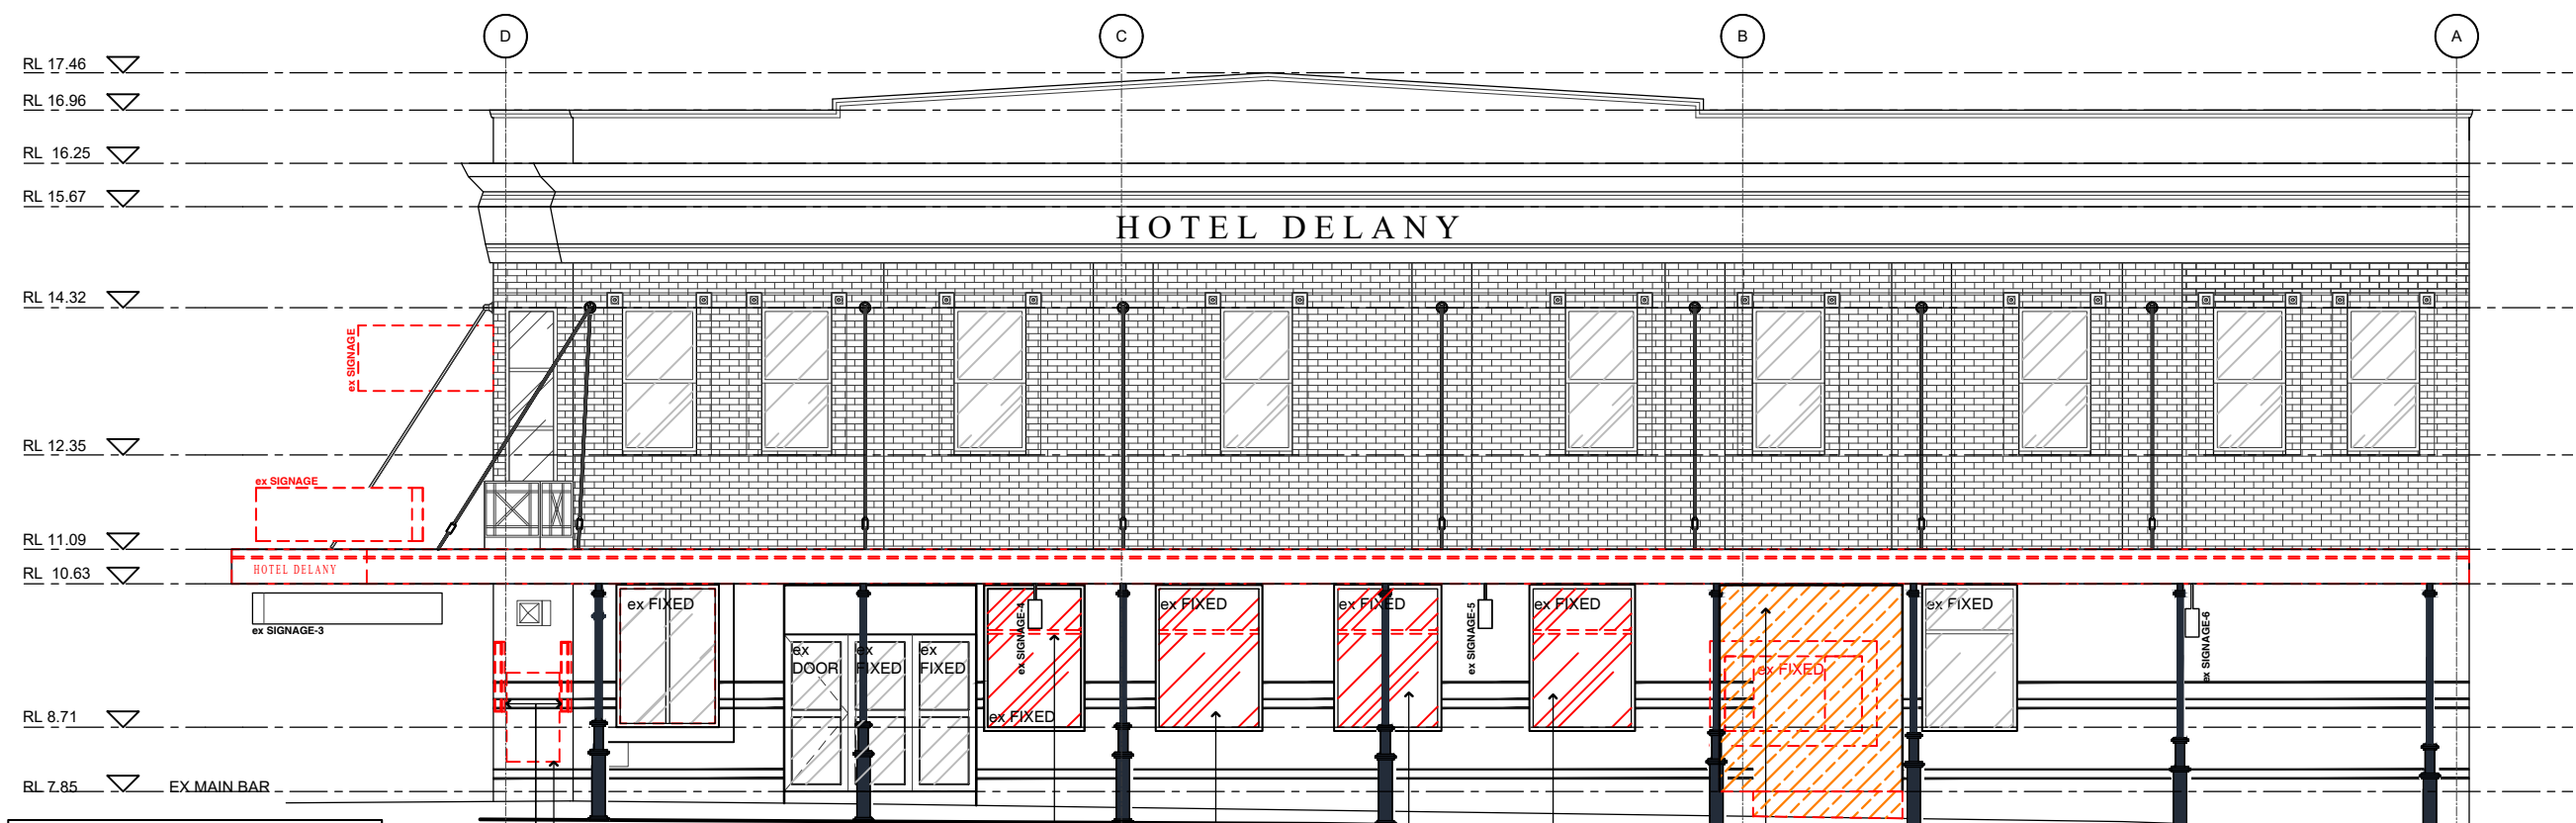 D
C
B
A
RL 17.46
RL 16.96
RL 16.25
RL 15.67
HOTEL DELANY
RL 14.32
ex SIGNAGE
RL 12.35
ex SIGNAGE
RL 11.09
RL 10.63
HOTEL DELANY
ex SIGNAGE-3
ex FIXED
ex DOOR
ex FIXED
ex FIXED
ex SIGNAGE-4
ex FIXED
ex FIXED
ex FIXED
ex SIGNAGE-5
ex FIXED
ex FIXED
ex FIXED
ex SIGNAGE-6
RL 8.71
RL 7.85
EX MAIN BAR